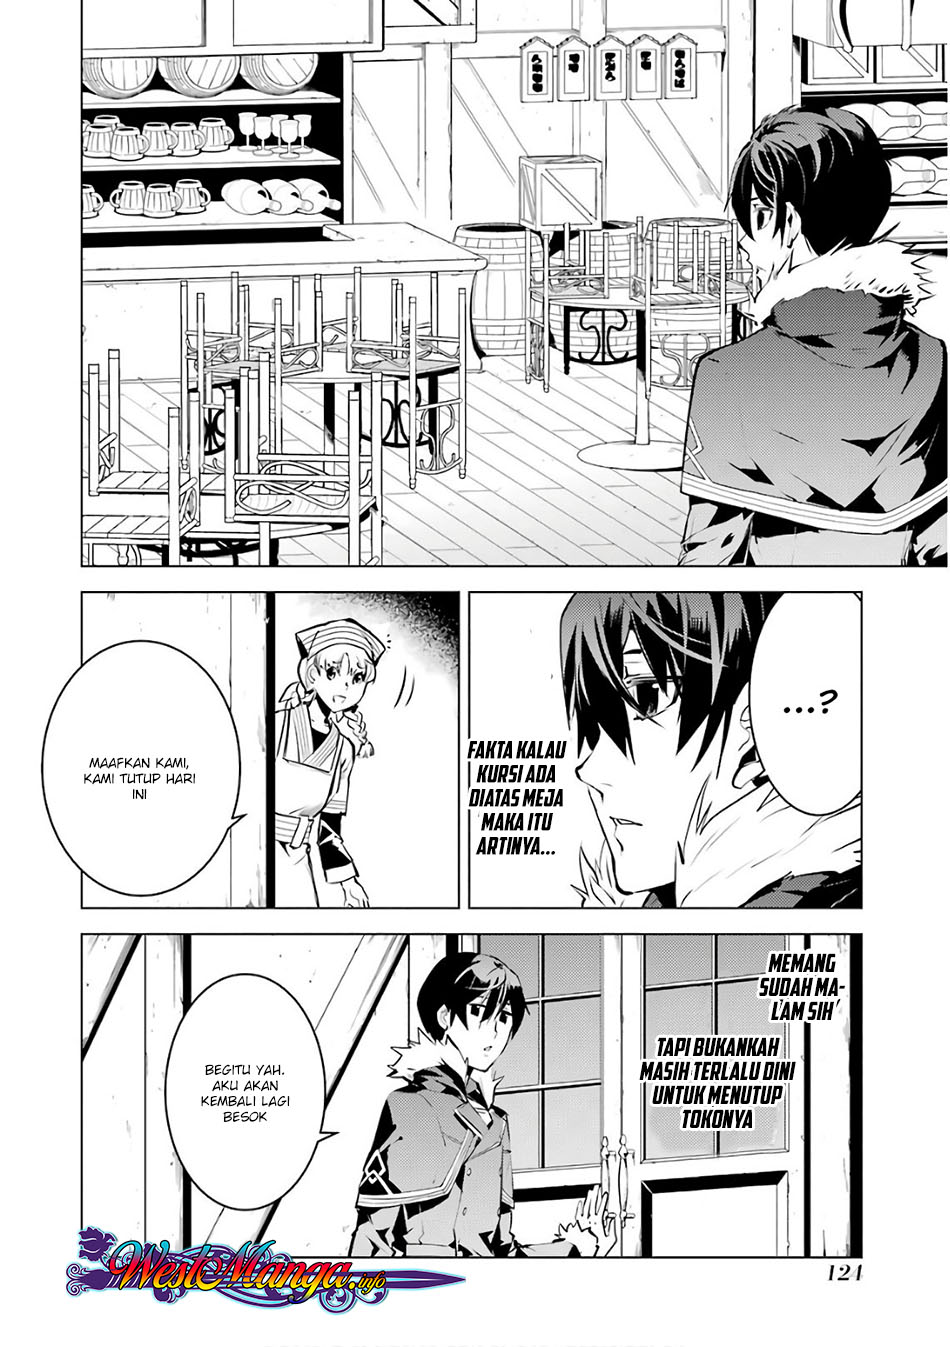 ...?
FAKTA KALAU
KURSI ADA
DIATAS MEJA
MAKA ITU
ARTINYA...
MAAFKAN KAMI,
KAMI TUTUP HARI
INI
MEMANG
SUDAH MA-
LAM SIH
TAPI BUKANKAH
MASIH TERLALU DINI
UNTUK MENUTUP
TOKONYA
BEGITU YAH.
AKU AKAN
KEMBALI LAGI
BESOK
WestManga.info
124